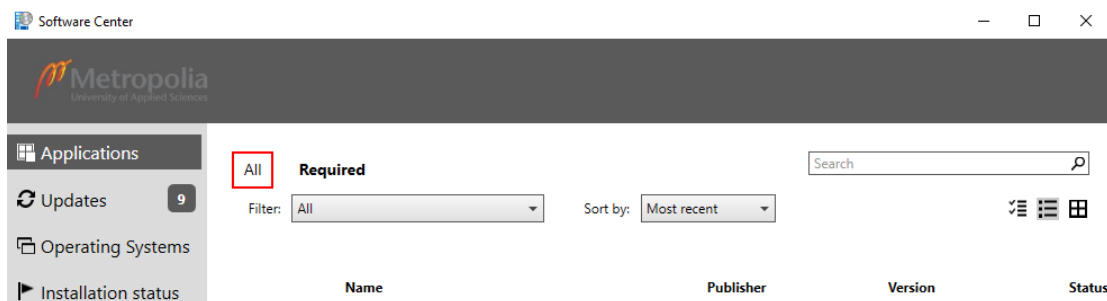 Software Center
Metropolia
University of Applied Sciences
Applications
Updates 9
Operating Systems
Installation status
All Required
Search
Filter: All Sort by: Most recent
Name Publisher Version Status